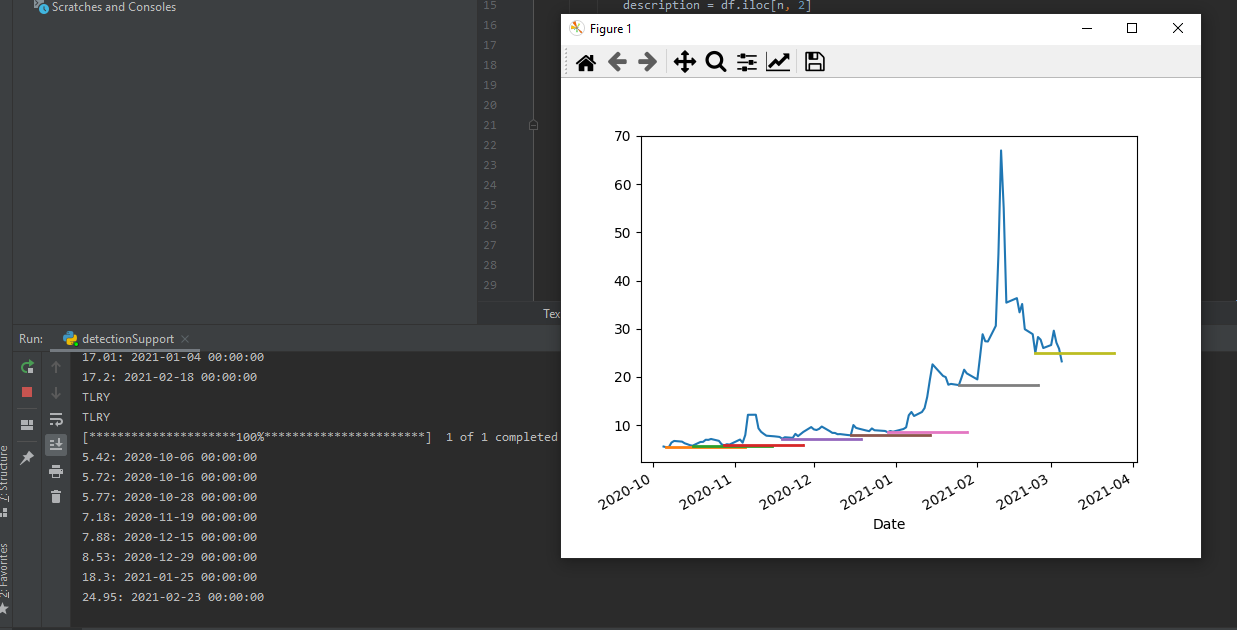 Scratches and Consoles
15
description = df.iloc[n, 2]
16
17
18
19
20
21
22
23
24
25
26
27
28
29
Figure 1
70
60
50
40
30
20
10
2020-10
2020-11
2020-12
2021-01
2021-02
2021-03
2021-04
Date
Tex
Run:
detectionSupport
17.01: 2021-01-04 00:00:00
17.2: 2021-02-18 00:00:00
TLRY
TLRY
[*********************100%***********************]  1 of 1 completed
5.42: 2020-10-06 00:00:00
5.72: 2020-10-16 00:00:00
5.77: 2020-10-28 00:00:00
7.18: 2020-11-19 00:00:00
7.88: 2020-12-15 00:00:00
8.53: 2020-12-29 00:00:00
18.3: 2021-01-25 00:00:00
24.95: 2021-02-23 00:00:00
Z: Structure
2: Favorites